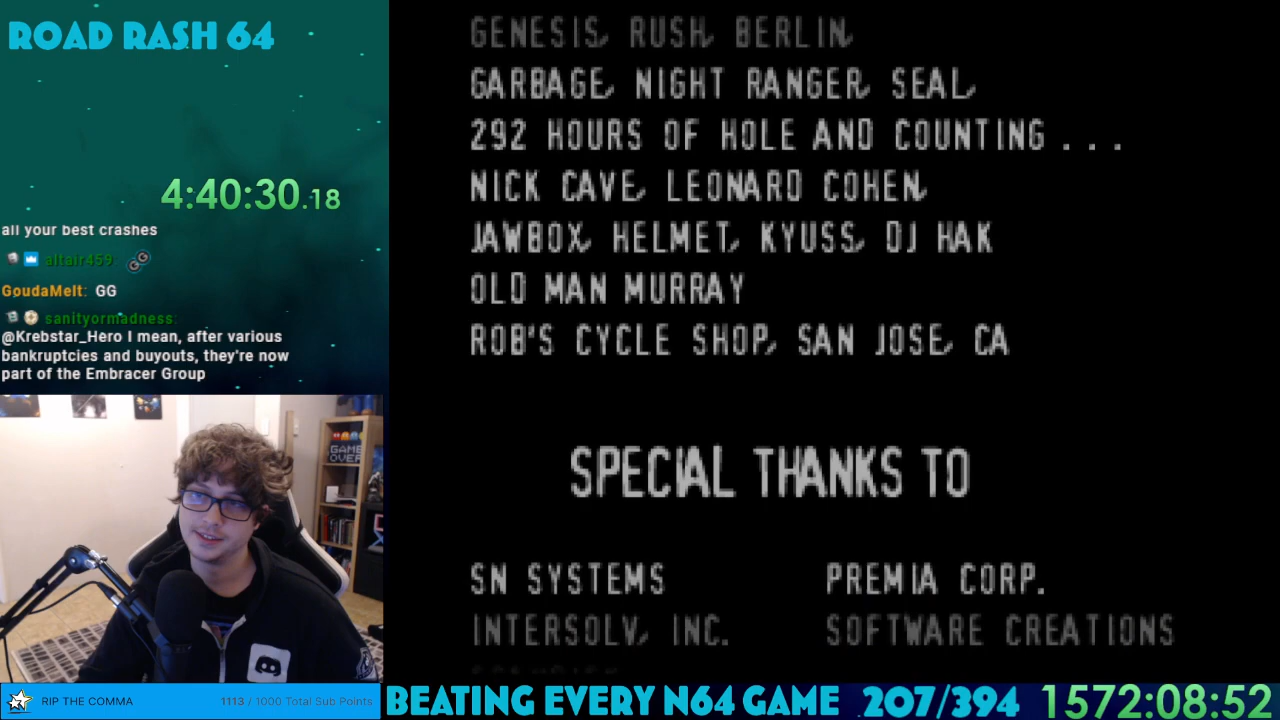 ROAD RASH 64
4:40:30.18
all your best crashes
altair459
GoudaMelt: GG
sanityormadness:
@Krebstar_Hero I mean, after various
bankruptcies and buyouts, they're now
part of the Embracer Group
GAME
OVER
GENESIS, RUSH, BERLIN,
GARBAGE, NIGHT RANGER, SEAL,
292 HOURS OF HOLE AND COUNTING . . .
NICK CAVE, LEONARD COHEN,
JAWBOX, HELMET, KYUSS, DJ HAK
OLD MAN MURRAY
ROB'S CYCLE SHOP, SAN JOSE, CA
SPECIAL THANKS TO
SN SYSTEMS PREMIA CORP.
INTERSOLV, INC. SOFTWARE CREATIONS
RIP THE COMMA 1113 / 1000 Total Sub Points
BEATING EVERY N64 GAME 207/394 1572:08:52